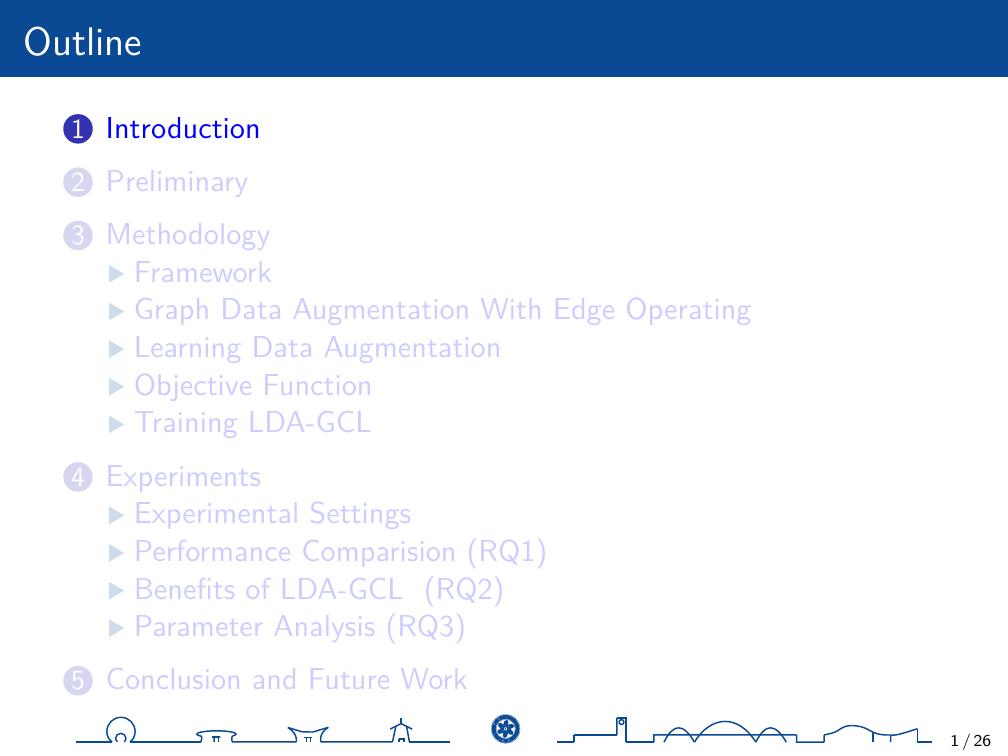 Outline
1 Introduction
2 Preliminary
3 Methodology
Framework
Graph Data Augmentation With Edge Operating
Learning Data Augmentation
Objective Function
Training LDA-GCL
4 Experiments
Experimental Settings
Performance Comparision (RQ1)
Benefits of LDA-GCL (RQ2)
Parameter Analysis (RQ3)
5 Conclusion and Future Work
1 / 26